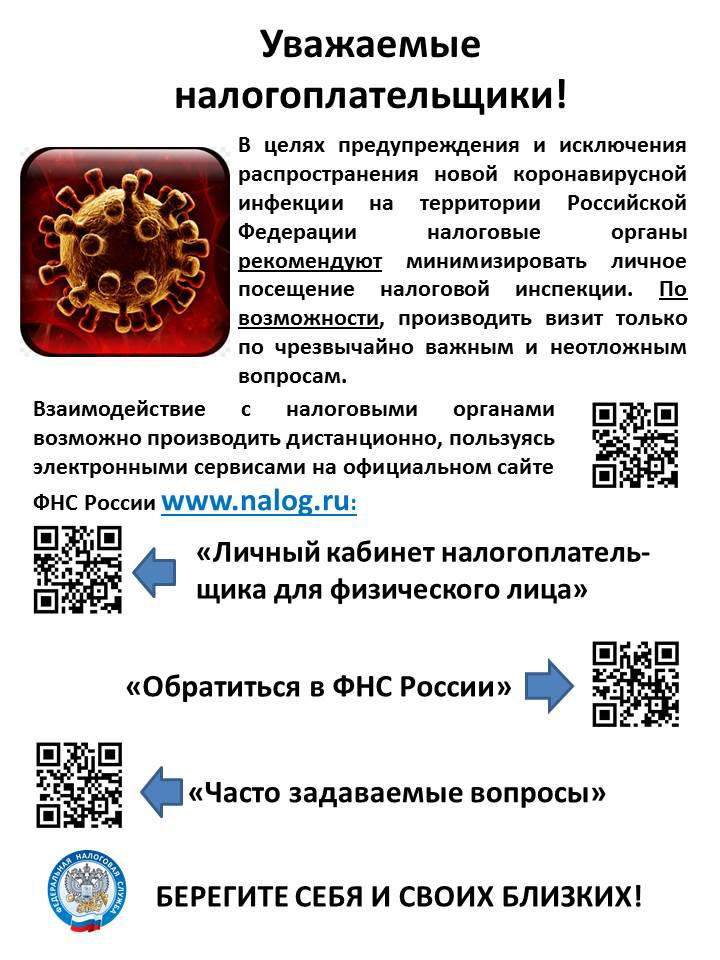 Уважаемые
налогоплательщики!
В целях предупреждения и исключения
распространения новой коронавирусной
инфекции на территории Российской
Федерации налоговые органы
рекомендуют минимизировать личное
посещение налоговой инспекции. По
возможности, производить визит только
по чрезвычайно важным и неотложным
вопросам.
Взаимодействие с налоговыми органами
возможно производить дистанционно, пользуясь
электронными сервисами на официальном сайте
ФНС России www.nalog.ru:
«Личный кабинет налогоплатель-
щика для физического лица»
«Обратиться в ФНС России»
«Часто задаваемые вопросы»
ФЕДЕРАЛЬНАЯ НАЛОГОВАЯ СЛУЖБА
БЕРЕГИТЕ СЕБЯ И СВОИХ БЛИЗКИХ!